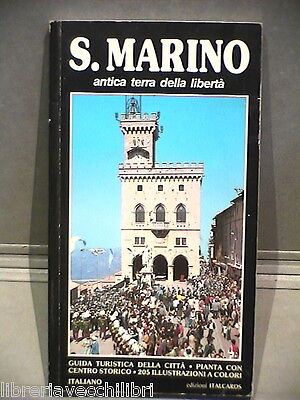 S. MARINO
antica terra della libertà
GUIDA TURISTICA DELLA CITTÀ • PIANTA CON
CENTRO STORICO • 205 ILLUSTRAZIONI A COLORI
ITALIANO
edizioni ITALCARDS
libreriavecchilibri